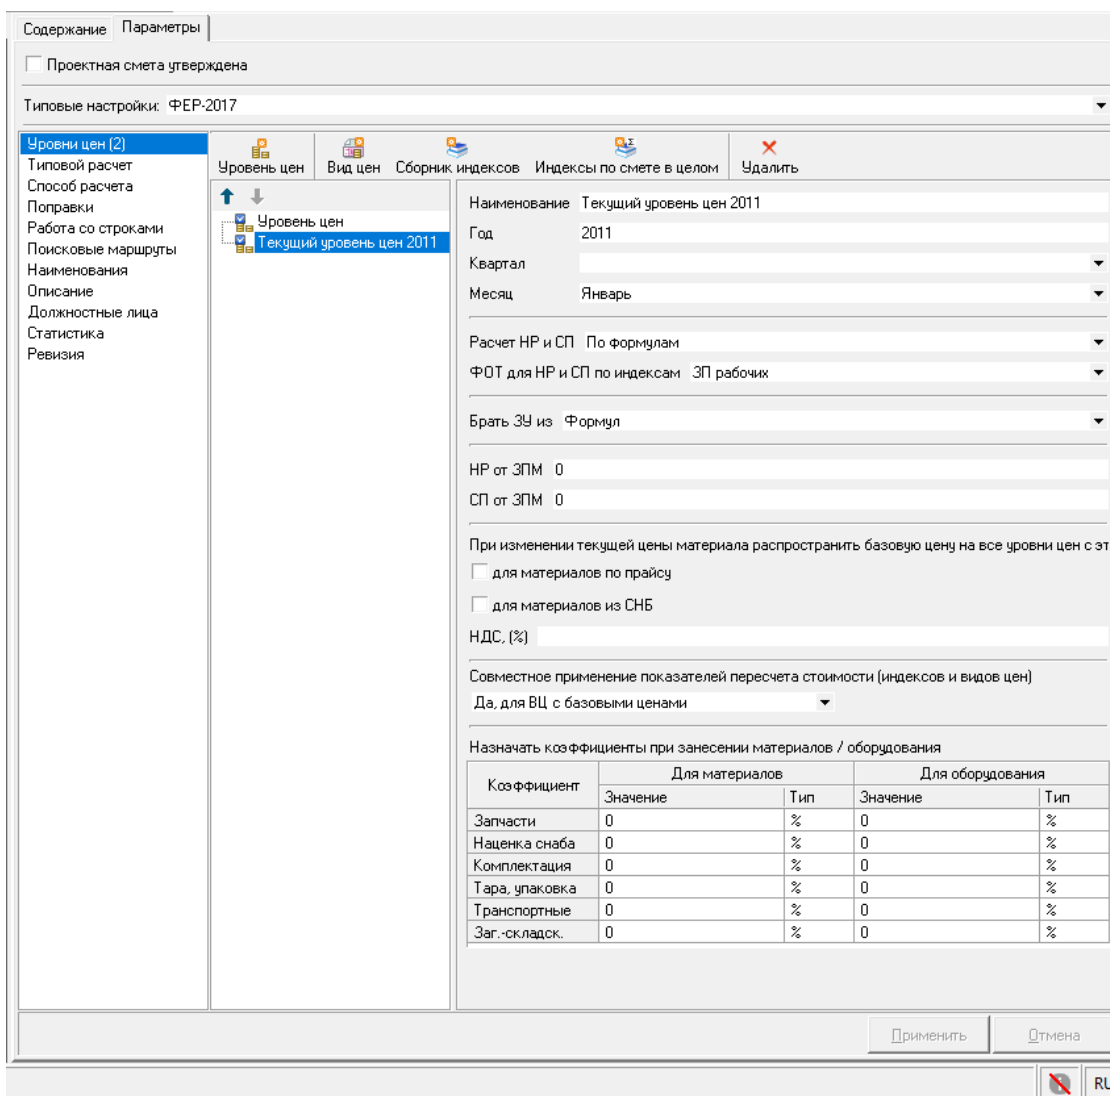 Содержание Параметры
Проектная смета утверждена
Типовые настройки: ФЕР-2017
Уровни цен (2)
Типовой расчет
Способ расчета
Поправки
Работа со строками
Поисковые маршруты
Наименования
Описание
Должностные лица
Статистика
Ревизия
Уровень цен Вид цен Сборник индексов Индексы по смете в целом Удалить
Уровень цен
Текущий уровень цен 2011
Наименование Текущий уровень цен 2011
Год 2011
Квартал
Месяц Январь
Расчет НР и СП По формулам
ФОТ для НР и СП по индексам ЗП рабочих
Брать ЗУ из Формул
НР от ЗПМ 0
СП от ЗПМ 0
При изменении текущей цены материала распространить базовую цену на все уровни цен с эт
для материалов по прайсу
для материалов из СНБ
НДС, (%)
Совместное применение показателей пересчета стоимости (индексов и видов цен)
Да, для ВЦ с базовыми ценами
Назначать коэффициенты при занесении материалов / оборудования
Коэффициент Для материалов Для оборудования
Значение Тип Значение Тип
Запчасти 0 % 0 %
Наценка снаба 0 % 0 %
Комплектация 0 % 0 %
Тара, упаковка 0 % 0 %
Транспортные 0 % 0 %
Заг.-складск. 0 % 0 %
Применить Отмена
RU